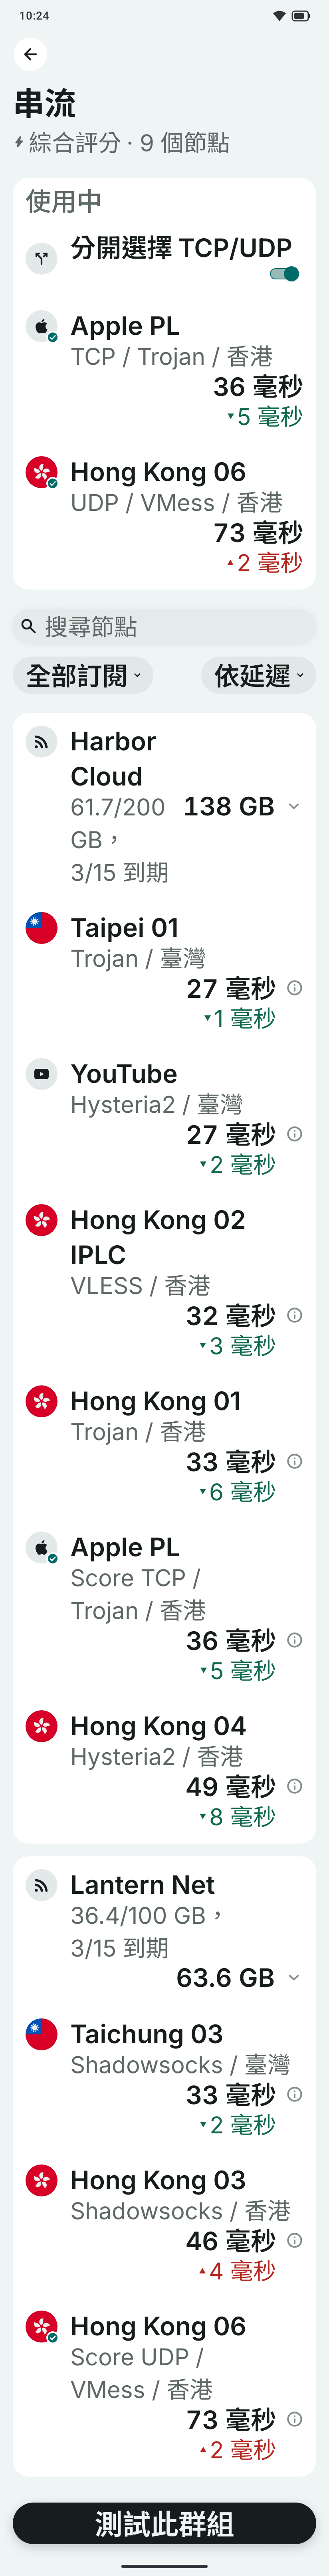 10:24
串流
綜合評分 · 9 個節點
使用中
分開選擇 TCP/UDP
Apple PL
TCP / Trojan / 香港
36 毫秒
▾5 毫秒
Hong Kong 06
UDP / VMess / 香港
73 毫秒
▴2 毫秒
搜尋節點
全部訂閱
依延遲
Harbor
Cloud
61.7/200
GB，
3/15 到期
138 GB
Taipei 01
Trojan / 臺灣
27 毫秒
▾1 毫秒
YouTube
Hysteria2 / 臺灣
27 毫秒
▾2 毫秒
Hong Kong 02
IPLC
VLESS / 香港
32 毫秒
▾3 毫秒
Hong Kong 01
Trojan / 香港
33 毫秒
▾6 毫秒
Apple PL
Score TCP /
Trojan / 香港
36 毫秒
▾5 毫秒
Hong Kong 04
Hysteria2 / 香港
49 毫秒
▾8 毫秒
Lantern Net
36.4/100 GB，
3/15 到期
63.6 GB
Taichung 03
Shadowsocks / 臺灣
33 毫秒
▾2 毫秒
Hong Kong 03
Shadowsocks / 香港
46 毫秒
▴4 毫秒
Hong Kong 06
Score UDP /
VMess / 香港
73 毫秒
▴2 毫秒
測試此群組